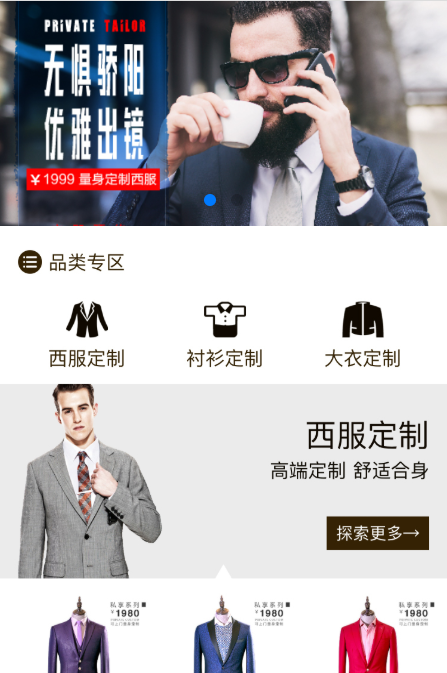 PRiVATE TAiLOR
无惧骄阳
优雅出镜
¥1999 量身定制西服
品类专区
西服定制 衬衫定制 大衣定制
西服定制
高端定制 舒适合身
探索更多→
私享系列 私享系列 私享系列
¥1980 ¥1980 ¥1980